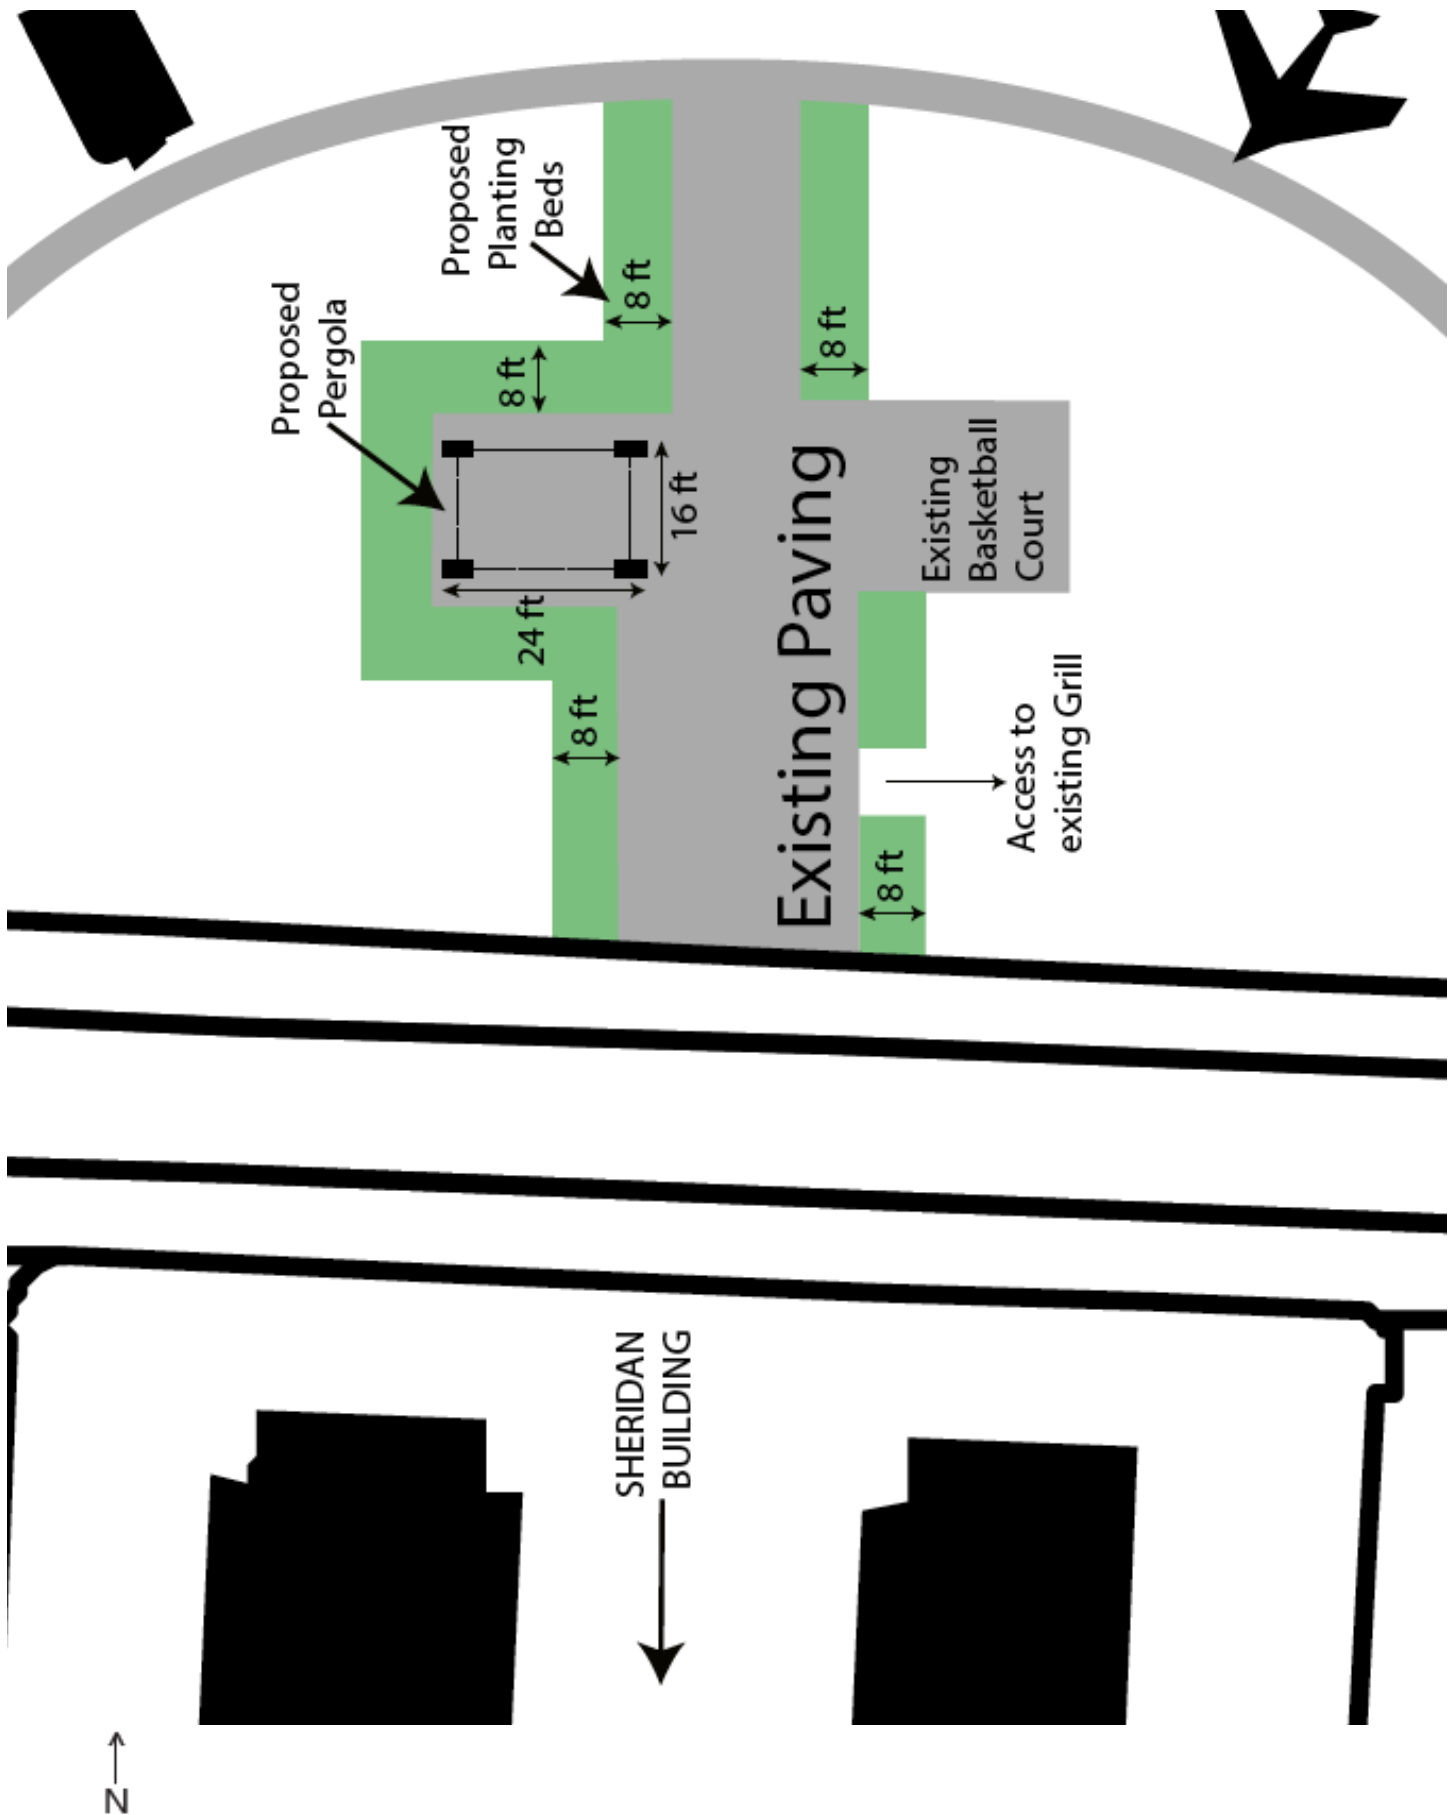 Proposed
Planting
Beds
Proposed
Pergola
8 ft
8 ft
8 ft
16 ft
24 ft
Existing Paving
Existing
Basketball
Court
8 ft
8 ft
Access to
existing Grill
SHERIDAN
BUILDING
N